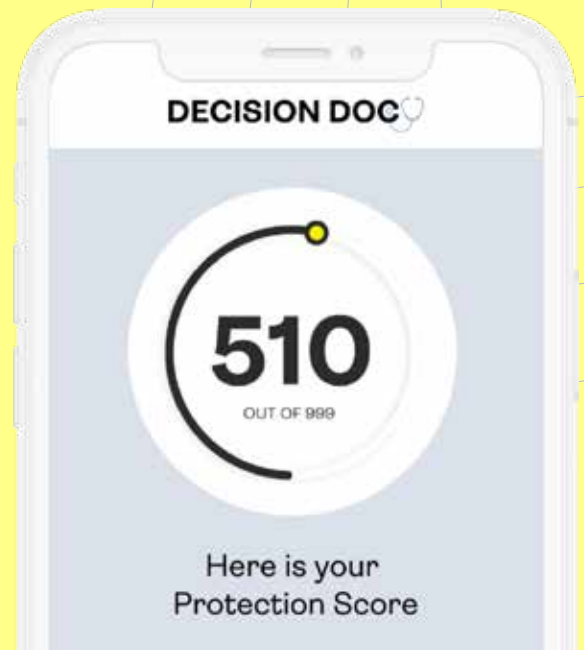 DECISION DOC
510
OUT OF 999
Here is your
Protection Score